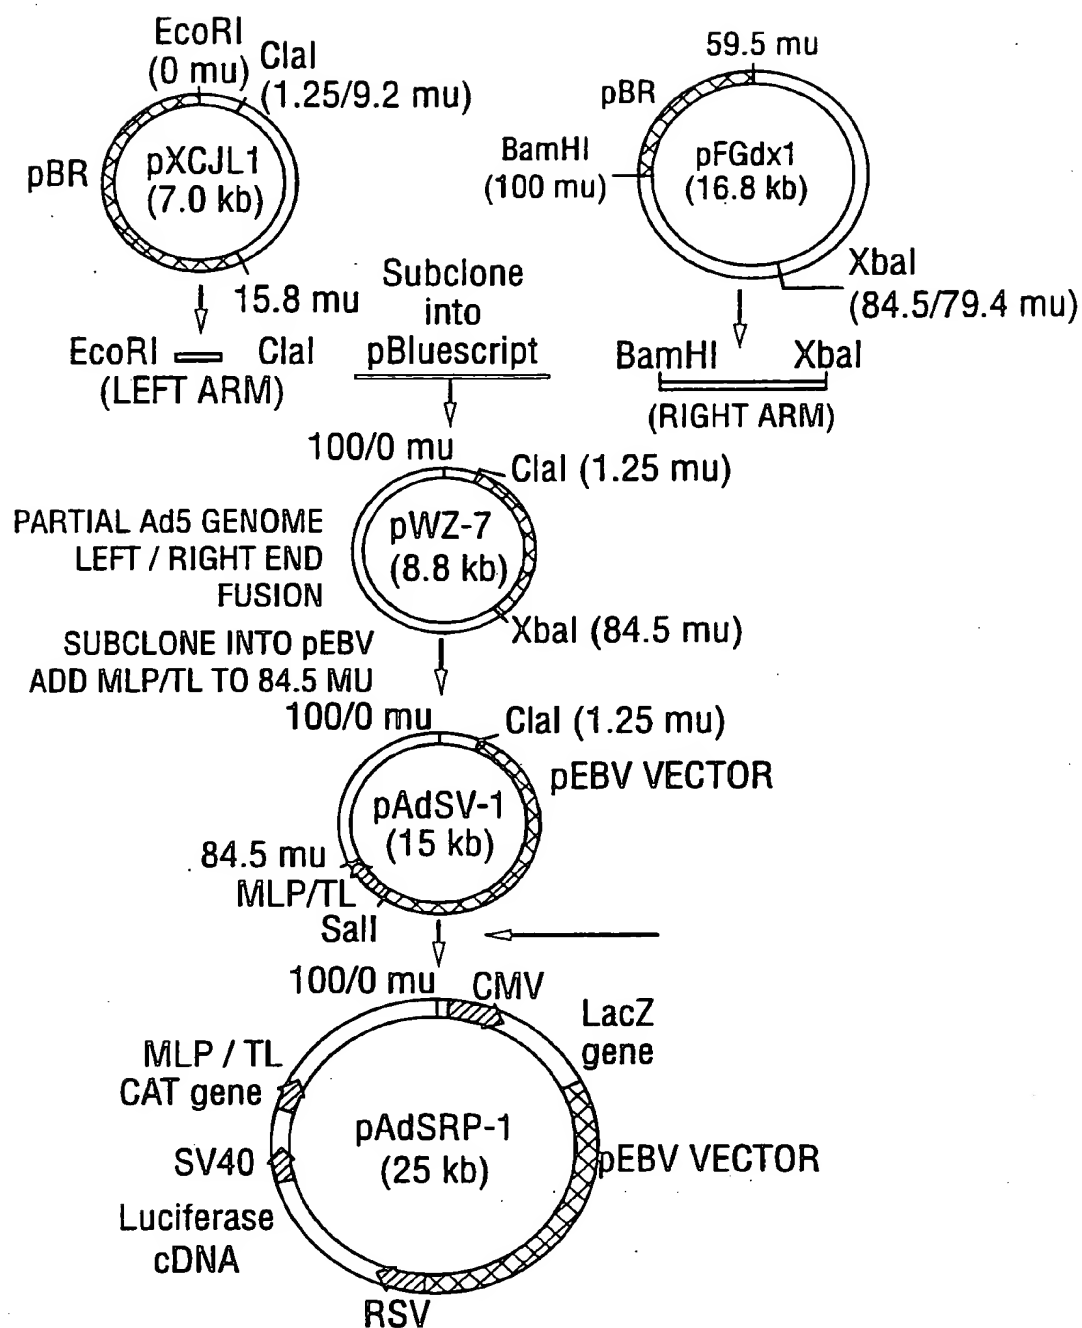 EcoRI
(0 mu)
ClaI
(1.25/9.2 mu)
pBR
pXCJL1
(7.0 kb)
15.8 mu
59.5 mu
pBR
BamHI
(100 mu)
pFGdx1
(16.8 kb)
XbaI
(84.5/79.4 mu)
EcoRI ClaI
(LEFT ARM)
Subclone
into
pBluescript
BamHI XbaI
(RIGHT ARM)
100/0 mu
ClaI (1.25 mu)
pWZ-7
(8.8 kb)
PARTIAL Ad5 GENOME
LEFT / RIGHT END
FUSION
XbaI (84.5 mu)
SUBCLONE INTO pEBV
ADD MLP/TL TO 84.5 MU
100/0 mu
ClaI (1.25 mu)
pEBV VECTOR
pAdSV-1
(15 kb)
84.5 mu
MLP/TL
SalI
100/0 mu
CMV
LacZ
gene
MLP / TL
CAT gene
pAdSRP-1
(25 kb)
SV40
pEBV VECTOR
Luciferase
cDNA
RSV